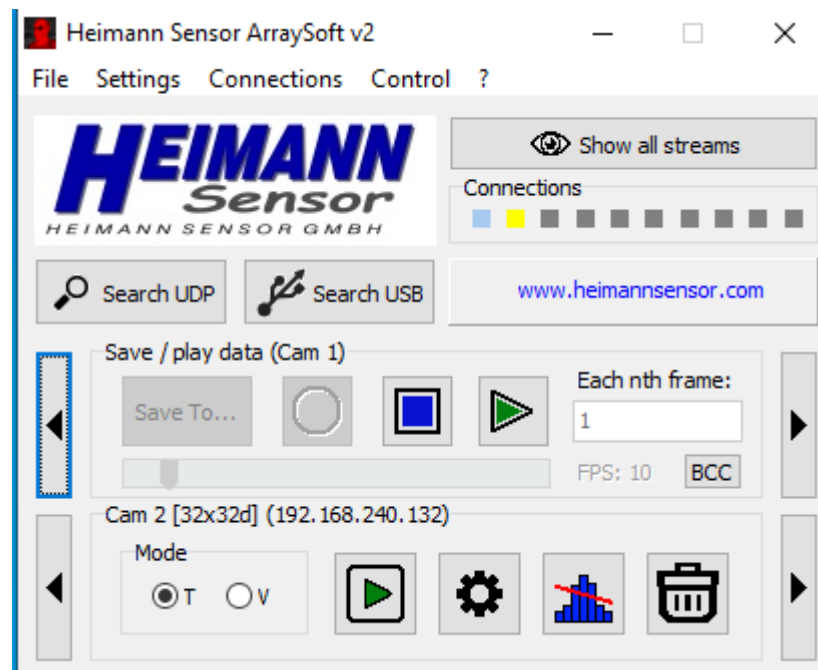 Heimann Sensor ArraySoft v2
File Settings Connections Control ?
HEIMANN
Sensor
HEIMANN SENSOR GMBH
Show all streams
Connections
Search UDP
Search USB
www.heimannsensor.com
Save / play data (Cam 1)
Save To...
Each nth frame:
1
FPS: 10
BCC
Cam 2 [32x32d] (192.168.240.132)
Mode
T
V